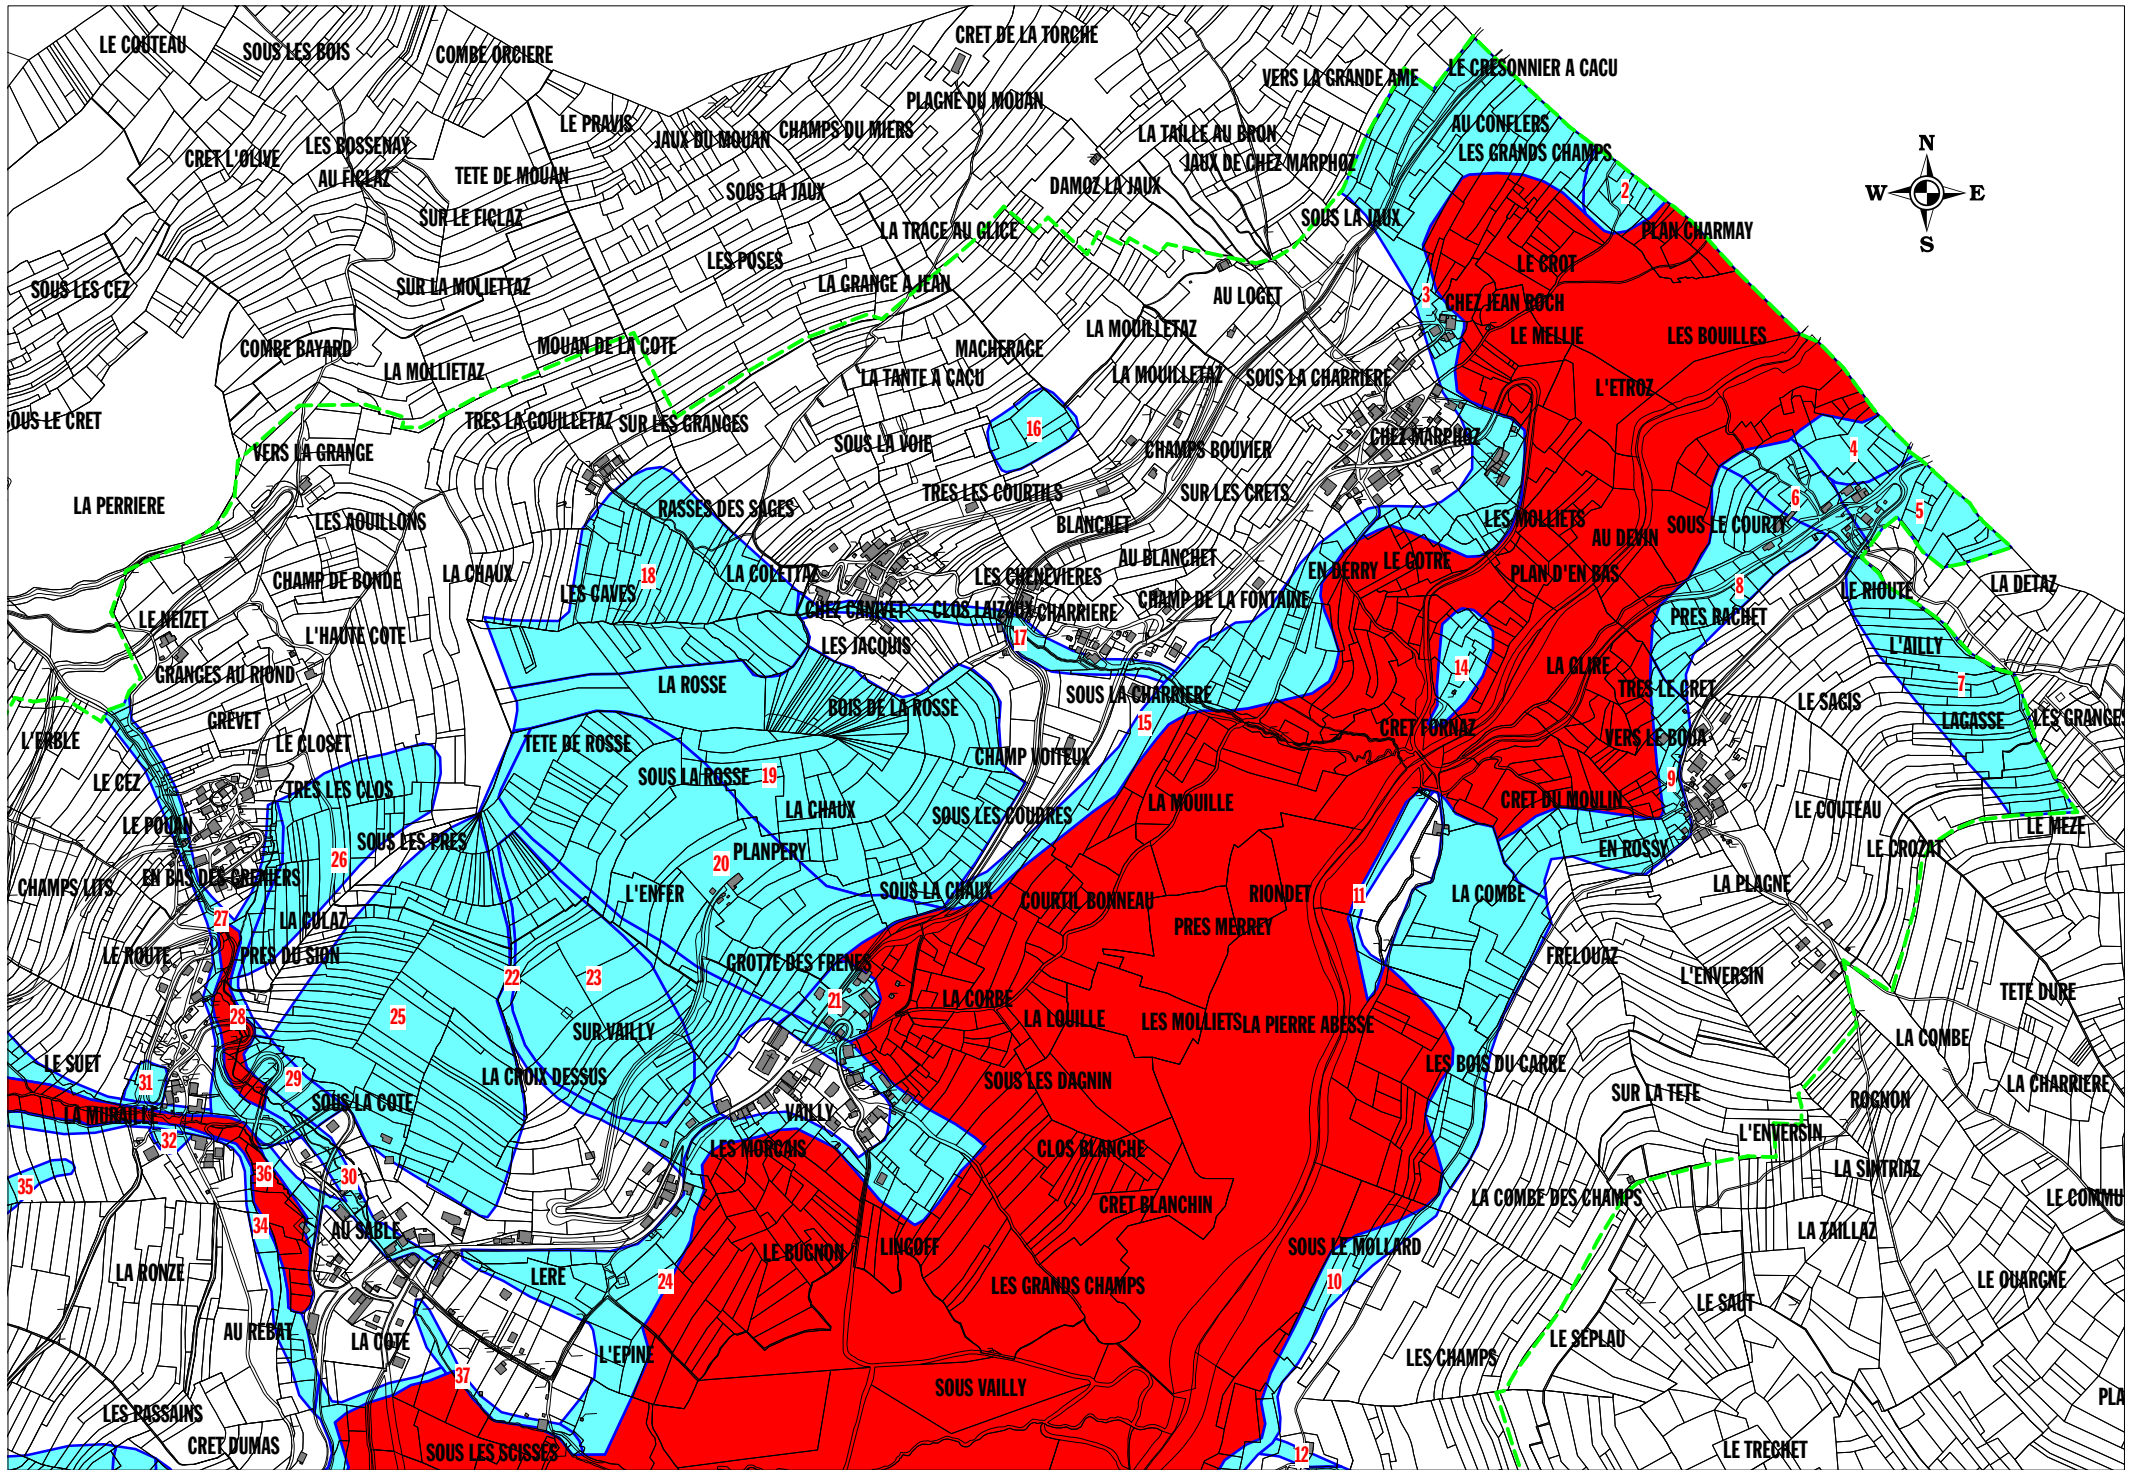 LE COUTEAU
SOUS LES BOIS
COMBE ORCIERE
CRET DE LA TORCHE
VERS LA GRANDE AME
LE CRESONNIER A CACU
PLAGNE DU MOUAN
LE PRAVIS
JAUX DU MOUAN
CHAMPS DU MIERS
LA TAILLE AU BRON
AU CONFLERS
CRET L'OLIVE
LES BOSSENAY
AU FICLAZ
TETE DE MOUAN
SOUS LA JAUX
DAMOZ LA JAUX
JAUX DE CHEZ MARPHOZ
LES GRANDS CHAMPS
2
N
W
E
S
SUR LE FICLAZ
LA TRACE AU GLICE
SOUS LA JAUX
PLAN CHARMAY
LES POSES
LE CROT
SOUS LES CEZ
SUR LA MOLIETTAZ
LA GRANGE A JEAN
AU LOGET
3
CHEZ JEAN ROCH
COMBE BAYARD
MOUAN DE LA COTE
MACHERAGE
LA MOUILLETAZ
LE MELLIE
LES BOUILLES
LA MOLLIETAZ
LA TANTE A CACU
LA MOUILLETAZ
SOUS LA CHARRIERE
L'ETROZ
SOUS LE CRET
TRES LA GOUILLETAZ
SUR LES GRANGES
16
VERS LA GRANGE
SOUS LA VOIE
CHAMPS BOUVIER
CHEZ MARPHOZ
4
LA PERRIERE
RASSES DES SAGES
TRES LES COURTILS
SUR LES CRETS
6
LES AOUILLONS
BLANCHET
LES MOLLIETS
AU DEVIN
SOUS LE COURTY
5
CHAMP DE BONDE
LA CHAUX
18
LES CAVES
LA COLETTAZ
LES CHENEVIERES
AU BLANCHET
EN DERRY
LE GOTRE
PLAN D'EN BAS
8
LE RIOUTE
LA DETAZ
LE NEIZET
L'HAUTE COTE
CHEZ CANIVET
CLOS LAIZOUX
CHARRIERE
CHAMP DE LA FONTAINE
PRES RACHET
17
LES JACQUIS
L'AILLY
GRANGES AU RIOND
LA ROSSE
SOUS LA CHARRIERE
14
LA GLIRE
TRES LE CRET
LE SAGIS
7
GREVET
BOIS DE LA ROSSE
15
CRET FORNAZ
VERS LE BOUA
LAGASSE
LES GRANGES
L'ERBLE
LE CLOSET
TETE DE ROSSE
CHAMP VOITEUX
LE CEZ
TRES LES CLOS
SOUS LA ROSSE
19
LA CHAUX
SOUS LES COUDRES
LA MOUILLE
CRET DU MOULIN
9
LE COUTEAU
LE POUAN
SOUS LES PRES
26
PLANPERY
20
EN ROSSY
LE CROZAT
LE MEZE
CHAMPS LITS
EN BAS DES GRENIERS
L'ENFER
SOUS LA CHAUX
COURTIL BONNEAU
RIONDET
11
LA COMBE
LA PLAGNE
27
LA CULAZ
PRES MERREY
LE ROUTE
PRES DU SION
GROTTE DES FRENES
FRELOUAZ
L'ENVERSIN
22
23
21
LA CORBE
TETE DURE
28
25
SUR VAILLY
LA LOUILLE
LES MOLLIETS
LA PIERRE ABESSE
LA COMBE
LE SUET
31
29
LA CROIX DESSUS
SOUS LES DAGNIN
LES BOIS DU CARRE
SUR LA TETE
LA CHARRIERE
LA MURAILLE
SOUS LA COTE
VAILLY
ROGNON
32
LES MORGAIS
CLOS BLANCHE
L'ENVERSIN
36
30
35
CRET BLANCHIN
LA COMBE DES CHAMPS
LA SINTRIAZ
LE COMMU
34
AU SABLE
LE BUGNON
LINGOFF
SOUS LE MOLLARD
LA TAILLAZ
LA RONZE
LERE
24
LES GRANDS CHAMPS
10
LE OUARGNE
LE SAUT
AU REBAT
LA COTE
L'EPINE
LE SEPLAU
LES CHAMPS
37
SOUS VAILLY
PLA
LES PASSAINS
CRET DUMAS
SOUS LES SCISSES
12
LE TRECHET